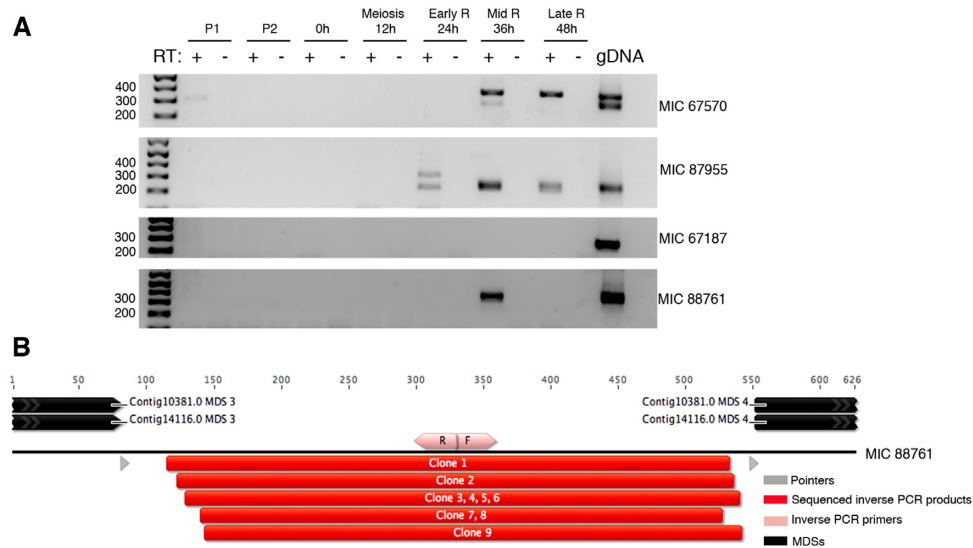 A
P1 P2 0h Meiosis 12h Early R 24h Mid R 36h Late R 48h
RT: + - + - + - + - + - + - + - gDNA
400
300
200
MIC 67570
400
300
200
MIC 87955
300
200
MIC 67187
300
200
MIC 88761
B
1 50 100 150 200 250 300 350 400 450 500 550 600 626
Contig10381.0 MDS 3 Contig10381.0 MDS 4
Contig14116.0 MDS 3 Contig14116.0 MDS 4
R F
MIC 88761
Clone 1
Clone 2
Clone 3, 4, 5, 6
Clone 7, 8
Clone 9
Pointers
Sequenced inverse PCR products
Inverse PCR primers
MDSs